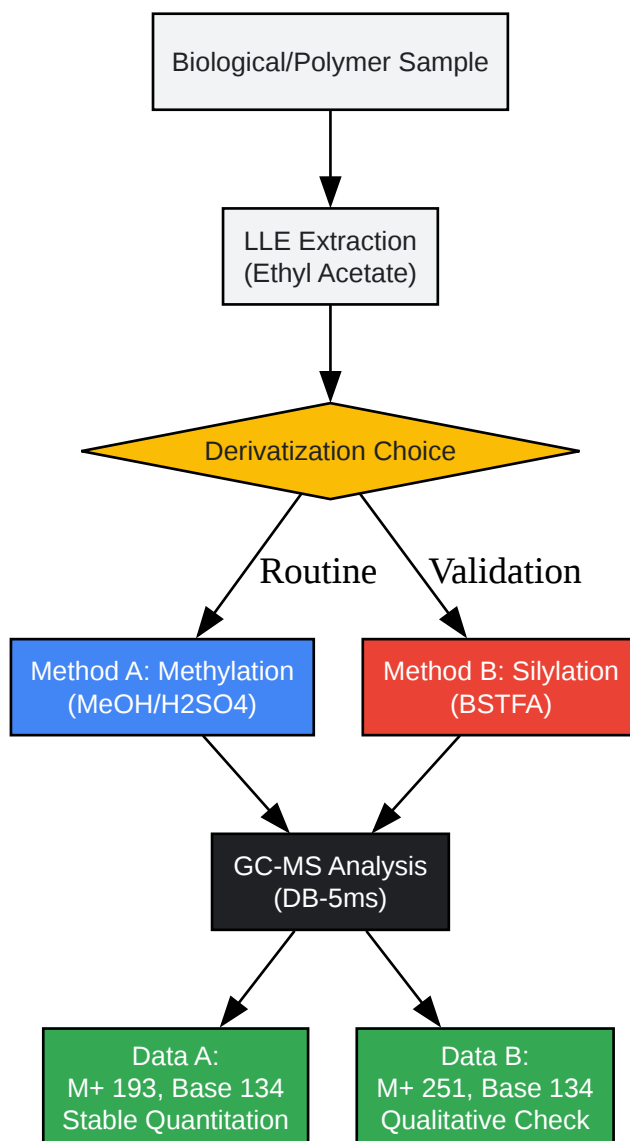 Biological/Polymer Sample
LLE Extraction
(Ethyl Acetate)
Derivatization Choice
Routine
Validation
Method A: Methylation
(MeOH/H2SO4)
Method B: Silylation
(BSTFA)
GC-MS Analysis
(DB-5ms)
Data A:
M+ 193, Base 134
Stable Quantitation
Data B:
M+ 251, Base 134
Qualitative Check